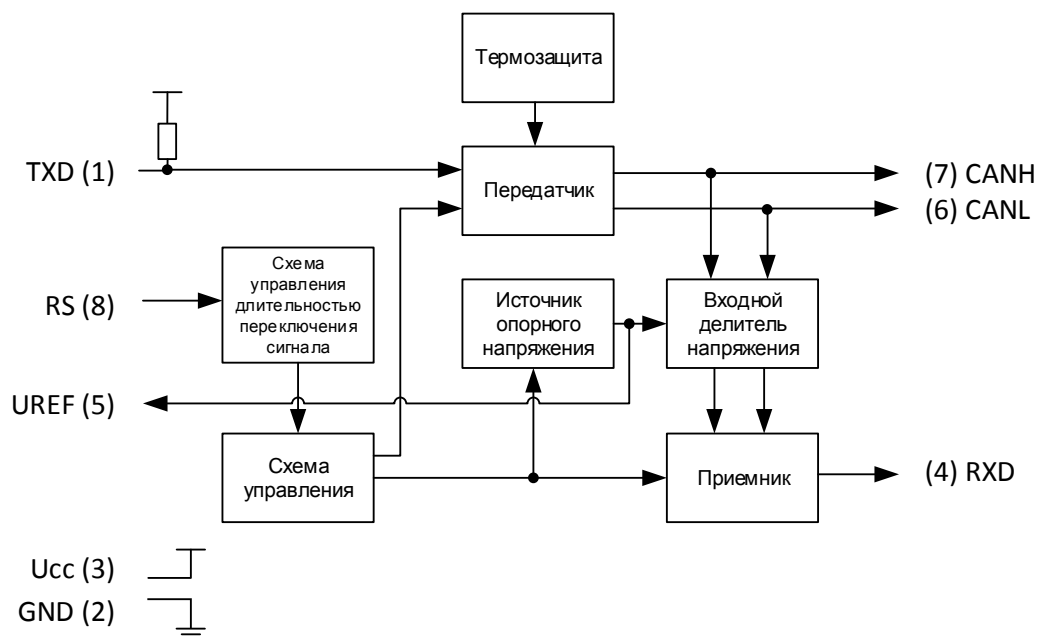 Термозащита
TXD (1)
Передатчик
(7) CANH
(6) CANL
Схема
управления
длительностью
переключения
сигнала
RS (8)
Источник
опорного
напряжения
Входной
делитель
напряжения
UREF (5)
Схема
управления
Приемник
(4) RXD
Ucc (3)
GND (2)